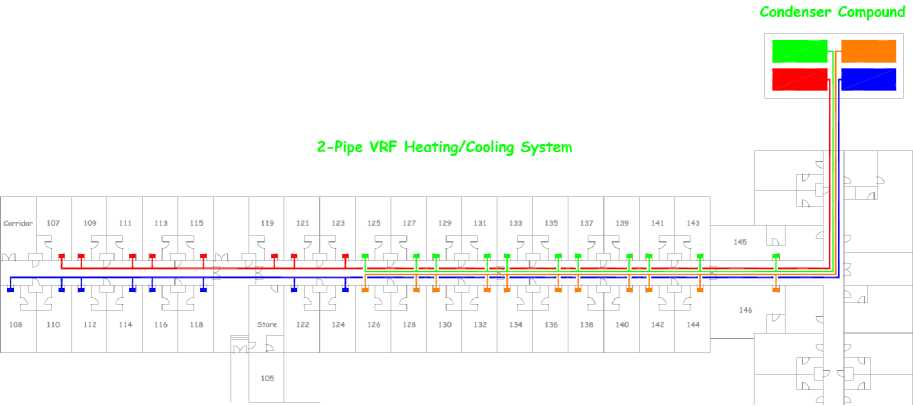 Condenser Compound
2-Pipe VRF Heating/Cooling System
Corridor 107 109 111 113 115 119 121 123 125 127 129 131 133 135 137 139 141 143
145
146
108 110 112 114 116 118 Store 122 124 126 128 130 132 134 136 138 140 142 144
105